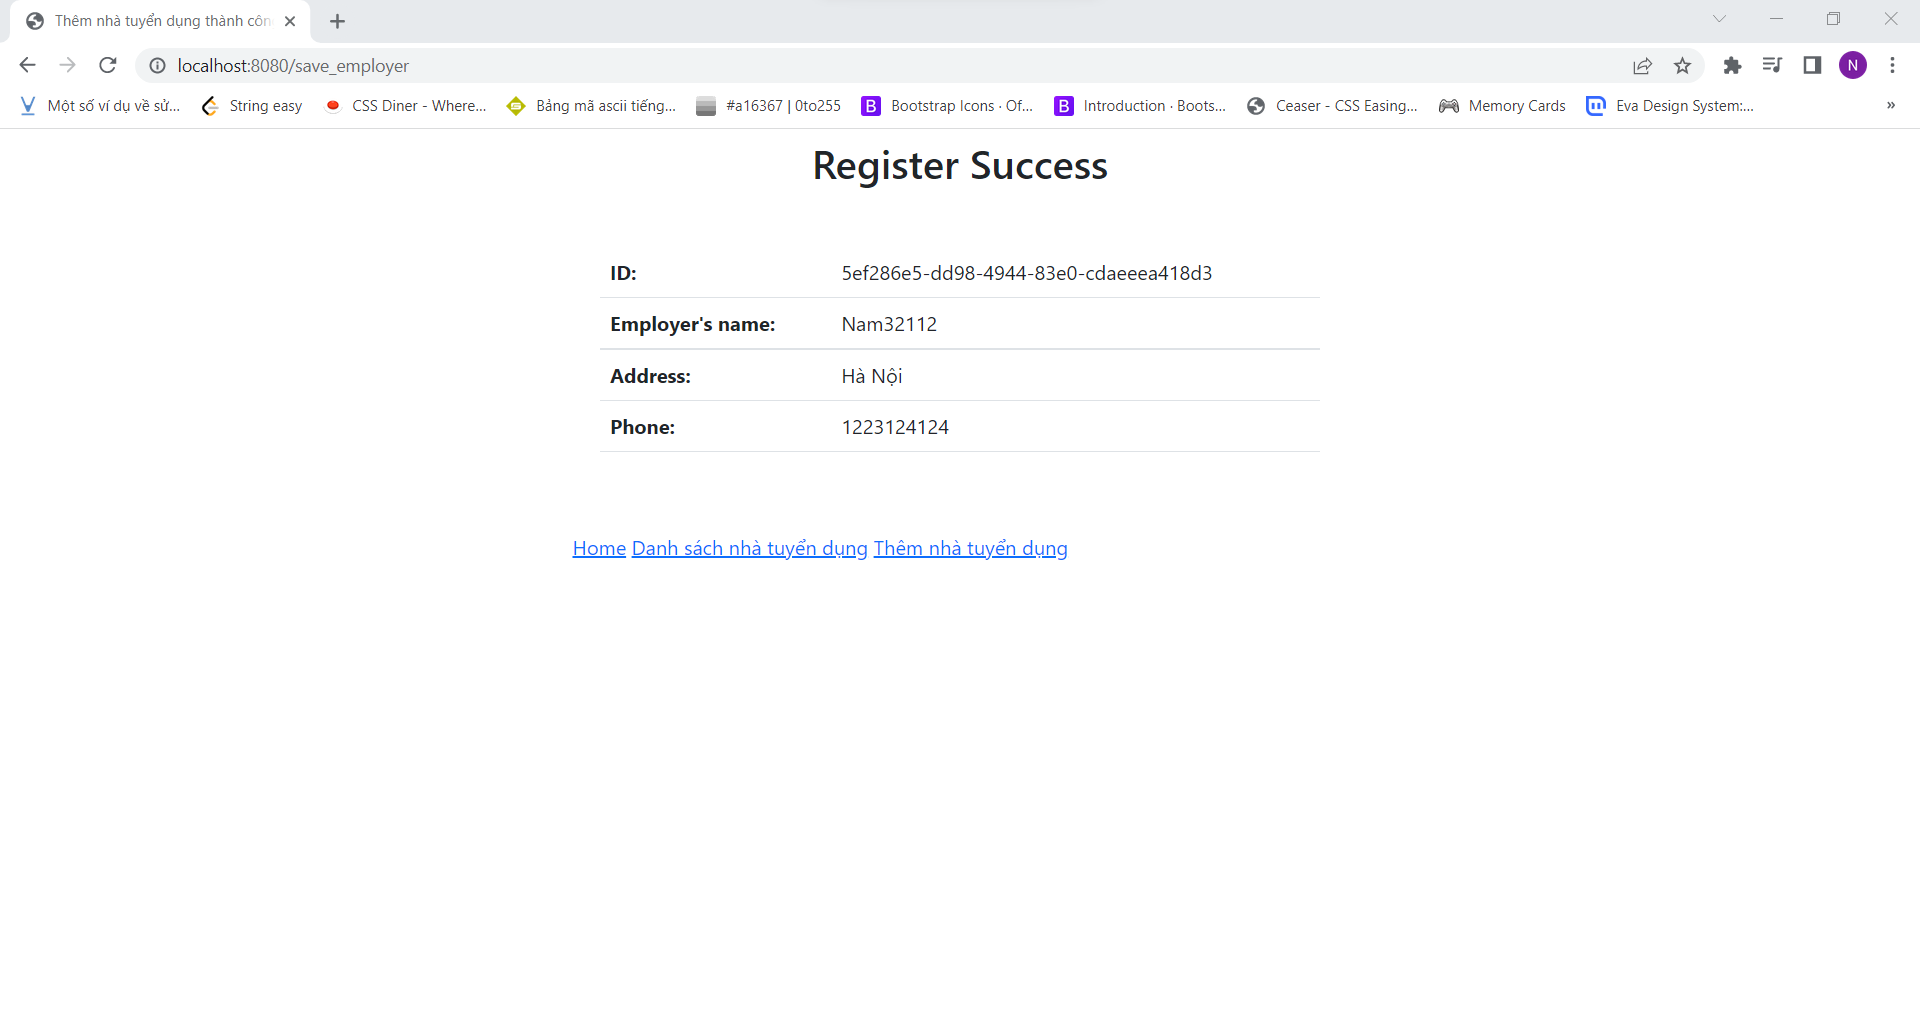 Thêm nhà tuyển dụng thành côn
localhost:8080/save_employer
N
Một số ví dụ về sử... String easy CSS Diner - Where... Bảng mã ascii tiếng... #a16367 | 0to255 Bootstrap Icons · Of... Introduction · Boots... Ceaser - CSS Easing... Memory Cards Eva Design System:... »
Register Success
ID: 5ef286e5-dd98-4944-83e0-cdaeeea418d3
Employer's name: Nam32112
Address: Hà Nội
Phone: 1223124124
Home Danh sách nhà tuyển dụng Thêm nhà tuyển dụng